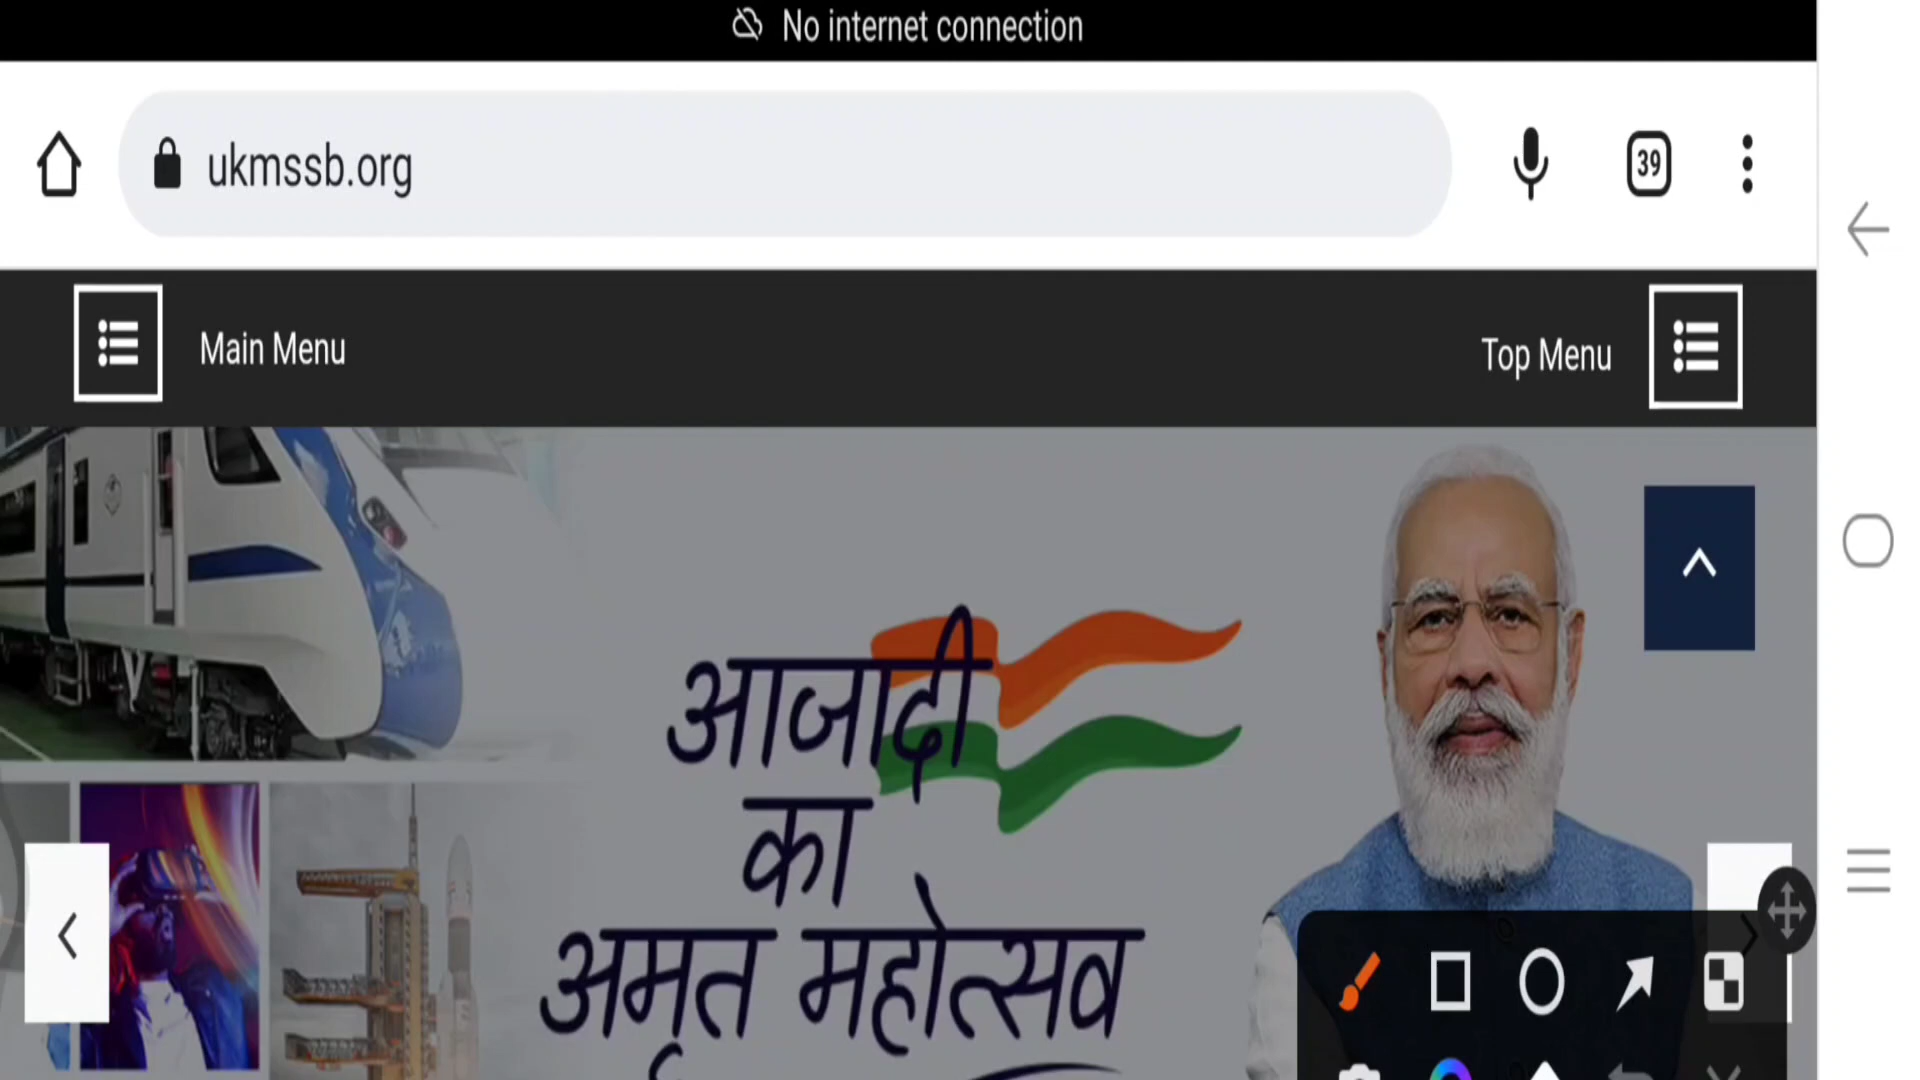 No internet connection
ukmssb.org
39
Main Menu
Top Menu
आजादी
का
अमृत महोत्सव